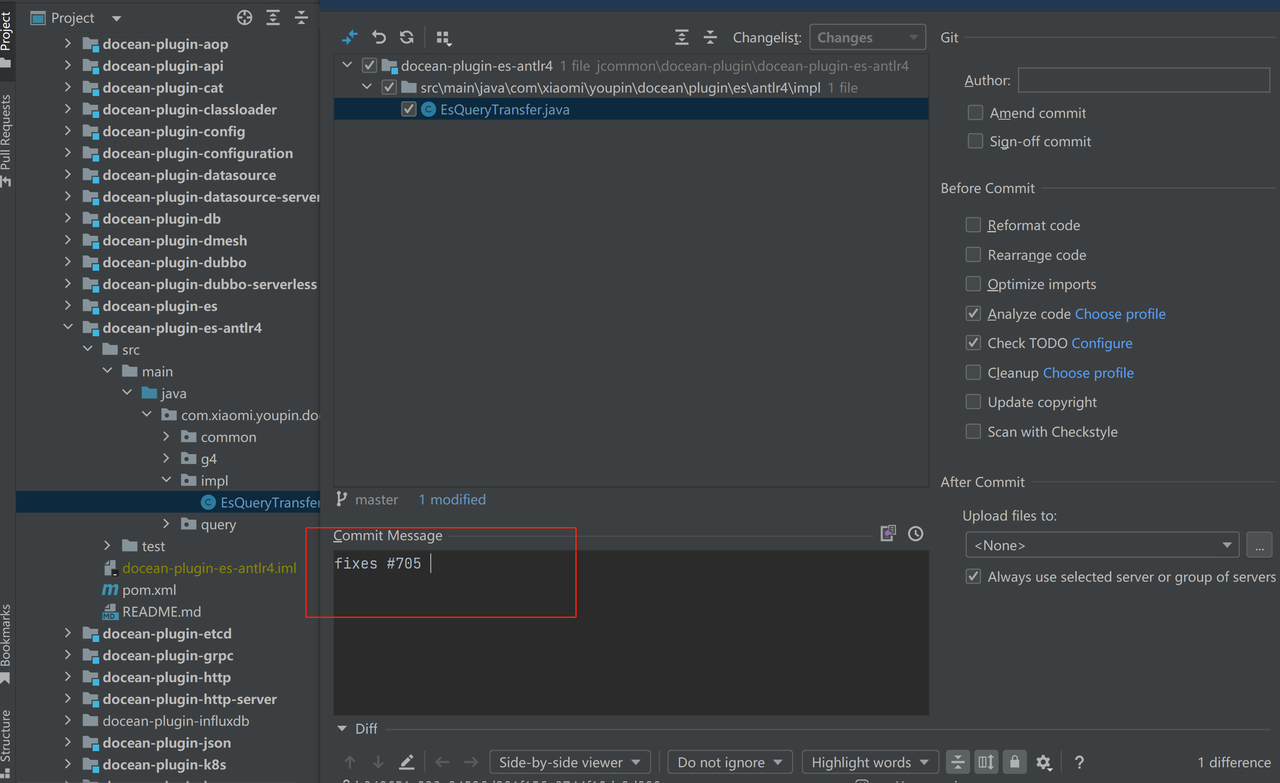 Project
Project
Pull Requests
Bookmarks
Structure
docean-plugin-aop
docean-plugin-api
docean-plugin-cat
docean-plugin-classloader
docean-plugin-config
docean-plugin-configuration
docean-plugin-datasource
docean-plugin-datasource-server
docean-plugin-db
docean-plugin-dmesh
docean-plugin-dubbo
docean-plugin-dubbo-serverless
docean-plugin-es
docean-plugin-es-antlr4
src
main
java
com.xiaomi.youpin.do
common
g4
impl
EsQueryTransfer
query
test
docean-plugin-es-antlr4.iml
pom.xml
README.md
docean-plugin-etcd
docean-plugin-grpc
docean-plugin-http
docean-plugin-http-server
docean-plugin-influxdb
docean-plugin-json
docean-plugin-k8s
Changelist: Changes
docean-plugin-es-antlr4 1 file jcommon\docean-plugin\docean-plugin-es-antlr4
src\main\java\com\xiaomi\youpin\docean\plugin\es\antlr4\impl 1 file
EsQueryTransfer.java
master 1 modified
Commit Message
fixes #705
Diff
Side-by-side viewer Do not ignore Highlight words ? 1 difference
Git
Author:
Amend commit
Sign-off commit
Before Commit
Reformat code
Rearrange code
Optimize imports
Analyze code Choose profile
Check TODO Configure
Cleanup Choose profile
Update copyright
Scan with Checkstyle
After Commit
Upload files to:
<None> ...
Always use selected server or group of servers